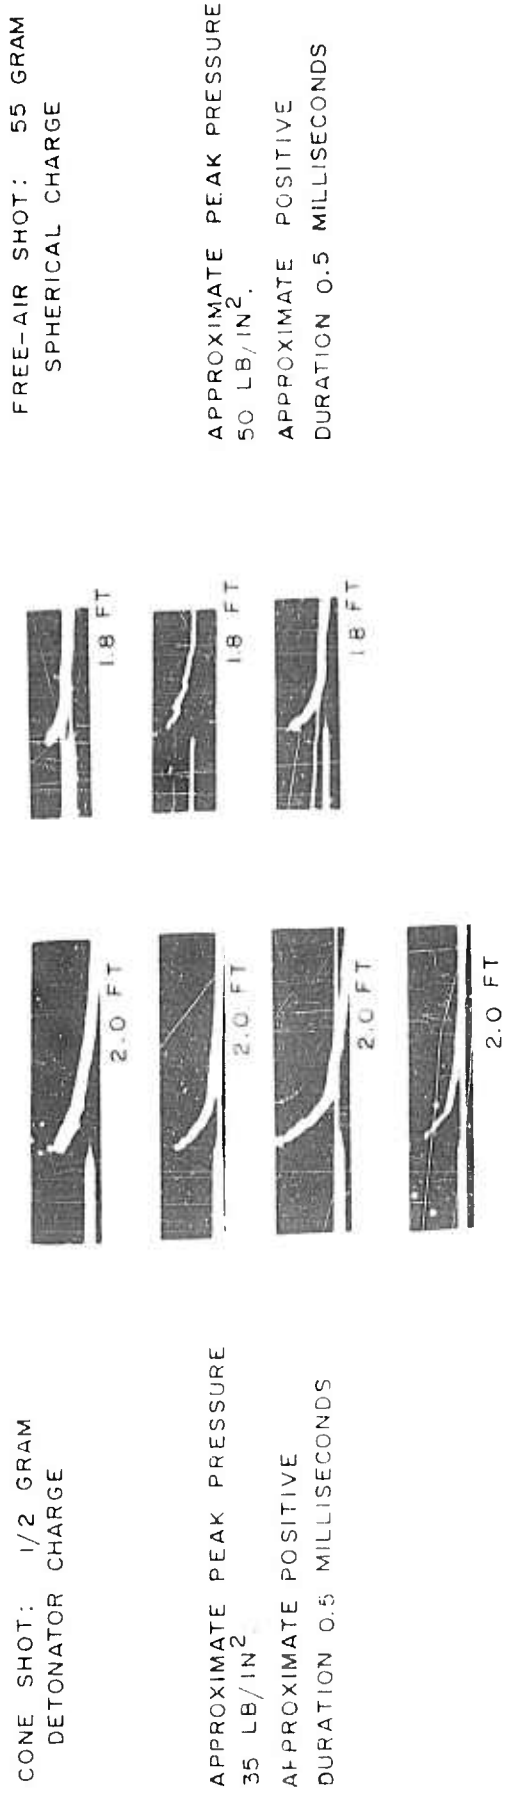 CONE SHOT: 1/2 GRAM
DETONATOR CHARGE
APPROXIMATE PEAK PRESSURE
35 LB/IN2
APPROXIMATE POSITIVE
DURATION 0.5 MILLISECONDS
2.0 FT
2.0 FT
2.0 FT
2.0 FT
1.8 FT
1.8 FT
1.8 FT
FREE-AIR SHOT: 55 GRAM
SPHERICAL CHARGE
APPROXIMATE PEAK PRESSURE
50 LB/IN2.
APPROXIMATE POSITIVE
DURATION 0.5 MILLISECONDS